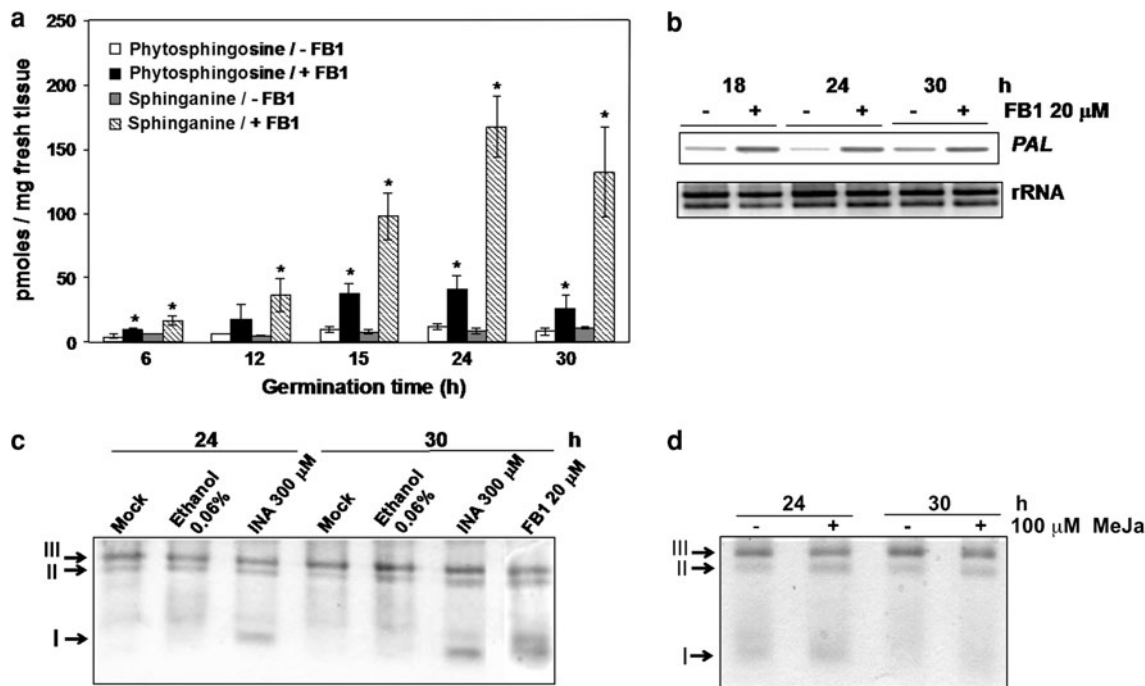 a
250
200
150
100
50
0
pmoles / mg fresh tissue
Phytosphingosine / - FB1
Phytosphingosine / + FB1
Sphinganine / - FB1
Sphinganine / + FB1
* * * * * * * * *
6 12 15 24 30
Germination time (h)
b
18 24 30 h
- + - + - + FB1 20 μM
PAL
rRNA
c
24 30 h
Mock
Ethanol 0,06%
INA 300 μM
Mock
Ethanol 0,06%
INA 300 μM
FB1 20 μM
III
II
I
d
24 30 h
- + - + 100 μM MeJa
III
II
I